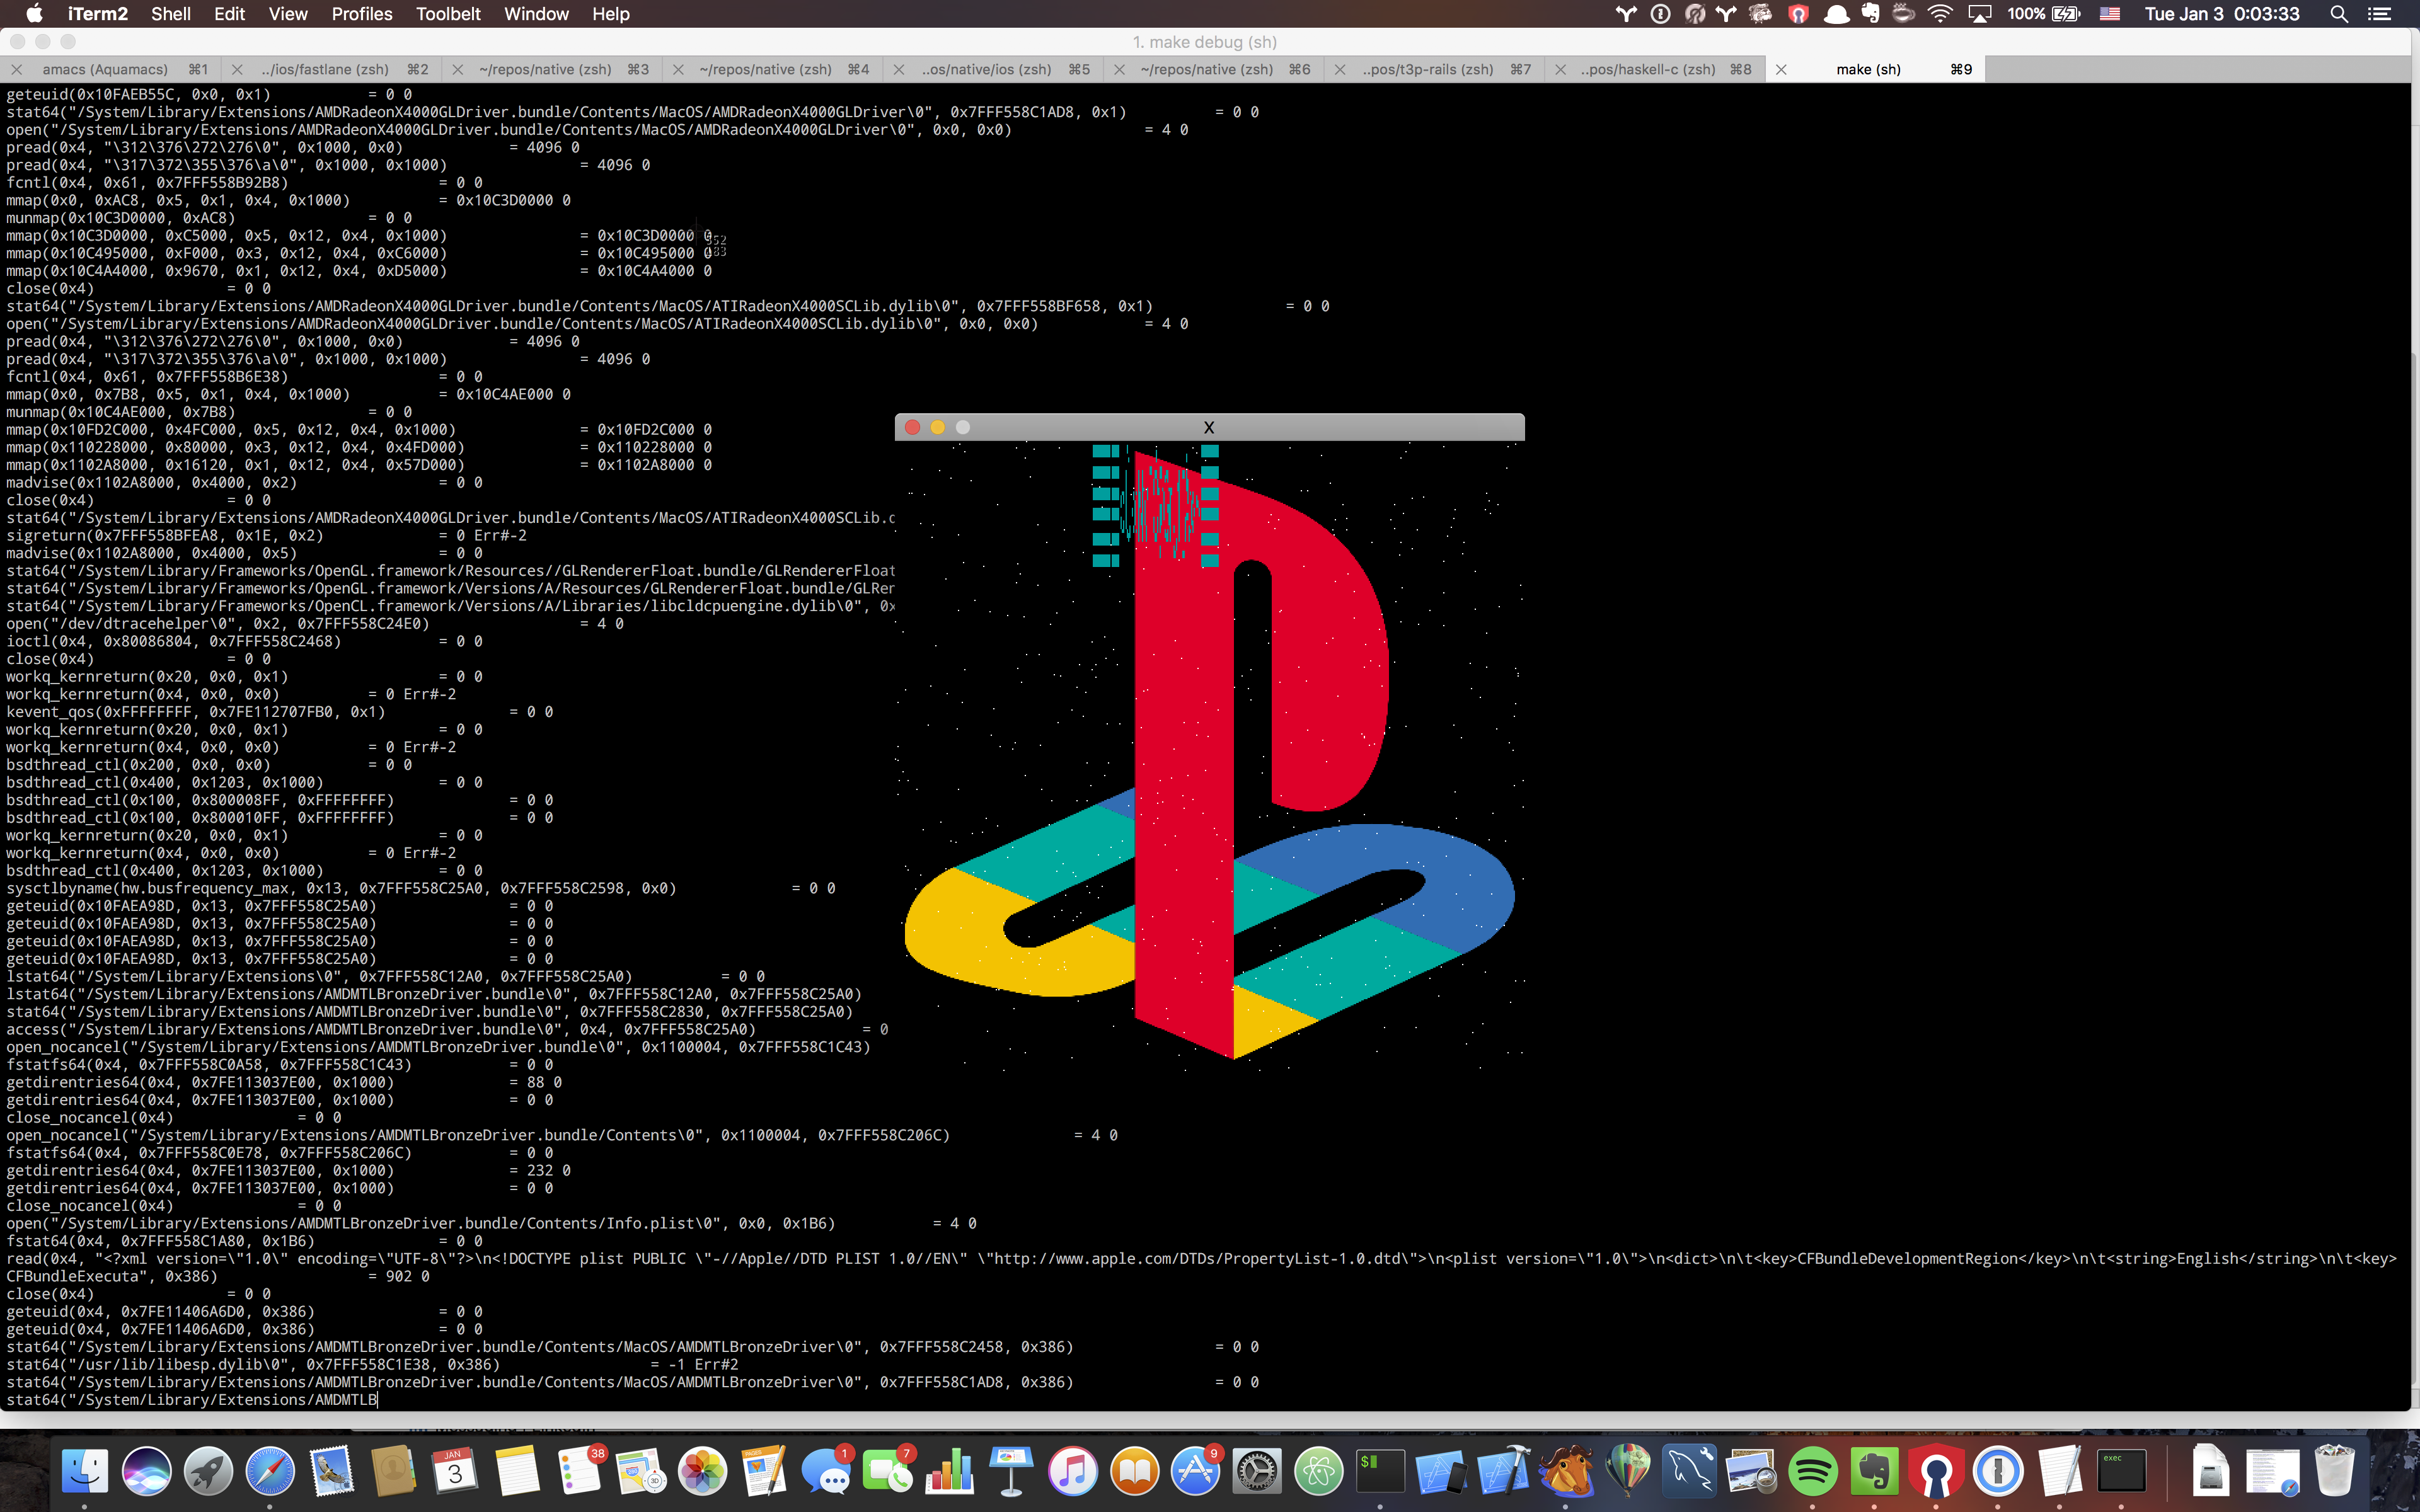 iTerm2 Shell Edit View Profiles Toolbelt Window Help 100% Tue Jan 3 0:03:33
1. make debug (sh)
amacs (Aquamacs) ⌘1 ../ios/fastlane (zsh) ⌘2 ~/repos/native (zsh) ⌘3 ~/repos/native (zsh) ⌘4 ..os/native/ios (zsh) ⌘5 ~/repos/native (zsh) ⌘6 ..pos/t3p-rails (zsh) ⌘7 ..pos/haskell-c (zsh) ⌘8 make (sh) ⌘9
geteuid(0x10FAEB55C, 0x0, 0x1) = 0 0
stat64("/System/Library/Extensions/AMDRadeonX4000GLDriver.bundle/Contents/MacOS/AMDRadeonX4000GLDriver\0", 0x7FFF558C1AD8, 0x1) = 0 0
open("/System/Library/Extensions/AMDRadeonX4000GLDriver.bundle/Contents/MacOS/AMDRadeonX4000GLDriver\0", 0x0, 0x0) = 4 0
pread(0x4, "\312\376\272\276\0", 0x1000, 0x0) = 4096 0
pread(0x4, "\317\372\355\376\a\0", 0x1000, 0x1000) = 4096 0
fcntl(0x4, 0x61, 0x7FFF558B92B8) = 0 0
mmap(0x0, 0xAC8, 0x5, 0x1, 0x4, 0x1000) = 0x10C3D0000 0
munmap(0x10C3D0000, 0xAC8) = 0 0
mmap(0x10C3D0000, 0xC5000, 0x5, 0x12, 0x4, 0x1000) = 0x10C3D0000
mmap(0x10C495000, 0xF000, 0x3, 0x12, 0x4, 0xC6000) = 0x10C495000
mmap(0x10C4A4000, 0x9670, 0x1, 0x12, 0x4, 0xD5000) = 0x10C4A4000 0
close(0x4) = 0 0
stat64("/System/Library/Extensions/AMDRadeonX4000GLDriver.bundle/Contents/MacOS/ATIRadeonX4000SCLib.dylib\0", 0x7FFF558BF658, 0x1) = 0 0
open("/System/Library/Extensions/AMDRadeonX4000GLDriver.bundle/Contents/MacOS/ATIRadeonX4000SCLib.dylib\0", 0x0, 0x0) = 4 0
pread(0x4, "\312\376\272\276\0", 0x1000, 0x0) = 4096 0
pread(0x4, "\317\372\355\376\a\0", 0x1000, 0x1000) = 4096 0
fcntl(0x4, 0x61, 0x7FFF558B6E38) = 0 0
mmap(0x0, 0x7B8, 0x5, 0x1, 0x4, 0x1000) = 0x10C4AE000 0
munmap(0x10C4AE000, 0x7B8) = 0 0
mmap(0x10FD2C000, 0x4FC000, 0x5, 0x12, 0x4, 0x1000) = 0x10FD2C000 0
mmap(0x110228000, 0x80000, 0x3, 0x12, 0x4, 0x4FD000) = 0x110228000 0
mmap(0x1102A8000, 0x16120, 0x1, 0x12, 0x4, 0x57D000) = 0x1102A8000 0
madvise(0x1102A8000, 0x4000, 0x2) = 0 0
close(0x4) = 0 0
stat64("/System/Library/Extensions/AMDRadeonX4000GLDriver.bundle/Contents/MacOS/ATIRadeonX4000SCLib.d
sigreturn(0x7FFF558BFEA8, 0x1E, 0x2) = 0 Err#-2
madvise(0x1102A8000, 0x4000, 0x5) = 0 0
stat64("/System/Library/Frameworks/OpenGL.framework/Resources//GLRendererFloat.bundle/GLRendererFloat
stat64("/System/Library/Frameworks/OpenGL.framework/Versions/A/Resources/GLRendererFloat.bundle/GLRen
stat64("/System/Library/Frameworks/OpenCL.framework/Versions/A/Libraries/libcldcpuengine.dylib\0", 0x
open("/dev/dtracehelper\0", 0x2, 0x7FFF558C24E0) = 4 0
ioctl(0x4, 0x80086804, 0x7FFF558C2468) = 0 0
close(0x4) = 0 0
workq_kernreturn(0x20, 0x0, 0x1) = 0 0
workq_kernreturn(0x4, 0x0, 0x0) = 0 Err#-2
kevent_qos(0xFFFFFFFF, 0x7FE112707FB0, 0x1) = 0 0
workq_kernreturn(0x20, 0x0, 0x1) = 0 0
workq_kernreturn(0x4, 0x0, 0x0) = 0 Err#-2
bsdthread_ctl(0x200, 0x0, 0x0) = 0 0
bsdthread_ctl(0x400, 0x1203, 0x1000) = 0 0
bsdthread_ctl(0x100, 0x800008FF, 0xFFFFFFFF) = 0 0
bsdthread_ctl(0x100, 0x800010FF, 0xFFFFFFFF) = 0 0
workq_kernreturn(0x20, 0x0, 0x1) = 0 0
workq_kernreturn(0x4, 0x0, 0x0) = 0 Err#-2
bsdthread_ctl(0x400, 0x1203, 0x1000) = 0 0
sysctlbyname(hw.busfrequency_max, 0x13, 0x7FFF558C25A0, 0x7FFF558C2598, 0x0) = 0 0
geteuid(0x10FAEA98D, 0x13, 0x7FFF558C25A0) = 0 0
geteuid(0x10FAEA98D, 0x13, 0x7FFF558C25A0) = 0 0
geteuid(0x10FAEA98D, 0x13, 0x7FFF558C25A0) = 0 0
geteuid(0x10FAEA98D, 0x13, 0x7FFF558C25A0) = 0 0
lstat64("/System/Library/Extensions\0", 0x7FFF558C12A0, 0x7FFF558C25A0) = 0 0
lstat64("/System/Library/Extensions/AMDMTLBronzeDriver.bundle\0", 0x7FFF558C12A0, 0x7FFF558C25A0)
stat64("/System/Library/Extensions/AMDMTLBronzeDriver.bundle\0", 0x7FFF558C2830, 0x7FFF558C25A0)
access("/System/Library/Extensions/AMDMTLBronzeDriver.bundle\0", 0x4, 0x7FFF558C25A0) = 0
open_nocancel("/System/Library/Extensions/AMDMTLBronzeDriver.bundle\0", 0x1100004, 0x7FFF558C1C43)
fstatfs64(0x4, 0x7FFF558C0A58, 0x7FFF558C1C43) = 0 0
getdirentries64(0x4, 0x7FE113037E00, 0x1000) = 88 0
getdirentries64(0x4, 0x7FE113037E00, 0x1000) = 0 0
close_nocancel(0x4) = 0 0
open_nocancel("/System/Library/Extensions/AMDMTLBronzeDriver.bundle/Contents\0", 0x1100004, 0x7FFF558C206C) = 4 0
fstatfs64(0x4, 0x7FFF558C0E78, 0x7FFF558C206C) = 0 0
getdirentries64(0x4, 0x7FE113037E00, 0x1000) = 232 0
getdirentries64(0x4, 0x7FE113037E00, 0x1000) = 0 0
close_nocancel(0x4) = 0 0
open("/System/Library/Extensions/AMDMTLBronzeDriver.bundle/Contents/Info.plist\0", 0x0, 0x1B6) = 4 0
fstat64(0x4, 0x7FFF558C1A80, 0x1B6) = 0 0
read(0x4, "<?xml version=\"1.0\" encoding=\"UTF-8\"?>\n<!DOCTYPE plist PUBLIC \"-//Apple//DTD PLIST 1.0//EN\" \"http://www.apple.com/DTDs/PropertyList-1.0.dtd\">\n<plist version=\"1.0\">\n<dict>\n\t<key>CFBundleDevelopmentRegion</key>\n\t<string>English</string>\n\t<key>
CFBundleExecuta", 0x386) = 902 0
close(0x4) = 0 0
geteuid(0x4, 0x7FE11406A6D0, 0x386) = 0 0
geteuid(0x4, 0x7FE11406A6D0, 0x386) = 0 0
stat64("/System/Library/Extensions/AMDMTLBronzeDriver.bundle/Contents/MacOS/AMDMTLBronzeDriver\0", 0x7FFF558C2458, 0x386) = 0 0
stat64("/usr/lib/libesp.dylib\0", 0x7FFF558C1E38, 0x386) = -1 Err#2
stat64("/System/Library/Extensions/AMDMTLBronzeDriver.bundle/Contents/MacOS/AMDMTLBronzeDriver\0", 0x7FFF558C1AD8, 0x386) = 0 0
stat64("/System/Library/Extensions/AMDMTLB
X
JAN
3
38
PAGES
1
7
9
$
exec